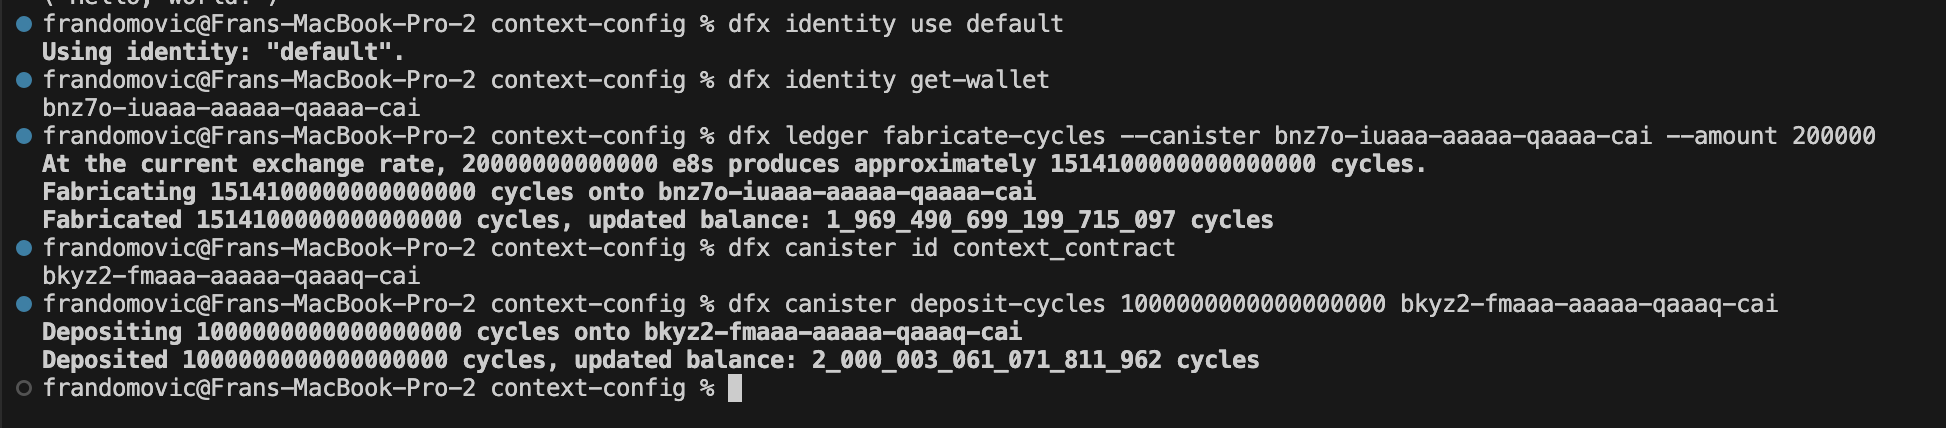 ("Hello, world!")
frandomovic@Frans-MacBook-Pro-2 context-config % dfx identity use default
Using identity: "default".
frandomovic@Frans-MacBook-Pro-2 context-config % dfx identity get-wallet
bnz7o-iuaaa-aaaaa-qaaaa-cai
frandomovic@Frans-MacBook-Pro-2 context-config % dfx ledger fabricate-cycles --canister bnz7o-iuaaa-aaaaa-qaaaa-cai --amount 200000
At the current exchange rate, 20000000000000 e8s produces approximately 1514100000000000000 cycles.
Fabricating 1514100000000000000 cycles onto bnz7o-iuaaa-aaaaa-qaaaa-cai
Fabricated 1514100000000000000 cycles, updated balance: 1_969_490_699_199_715_097 cycles
frandomovic@Frans-MacBook-Pro-2 context-config % dfx canister id context_contract
bkyz2-fmaaa-aaaaa-qaaaq-cai
frandomovic@Frans-MacBook-Pro-2 context-config % dfx canister deposit-cycles 1000000000000000000 bkyz2-fmaaa-aaaaa-qaaaq-cai
Depositing 1000000000000000000 cycles onto bkyz2-fmaaa-aaaaa-qaaaq-cai
Deposited 1000000000000000000 cycles, updated balance: 2_000_003_061_071_811_962 cycles
frandomovic@Frans-MacBook-Pro-2 context-config %